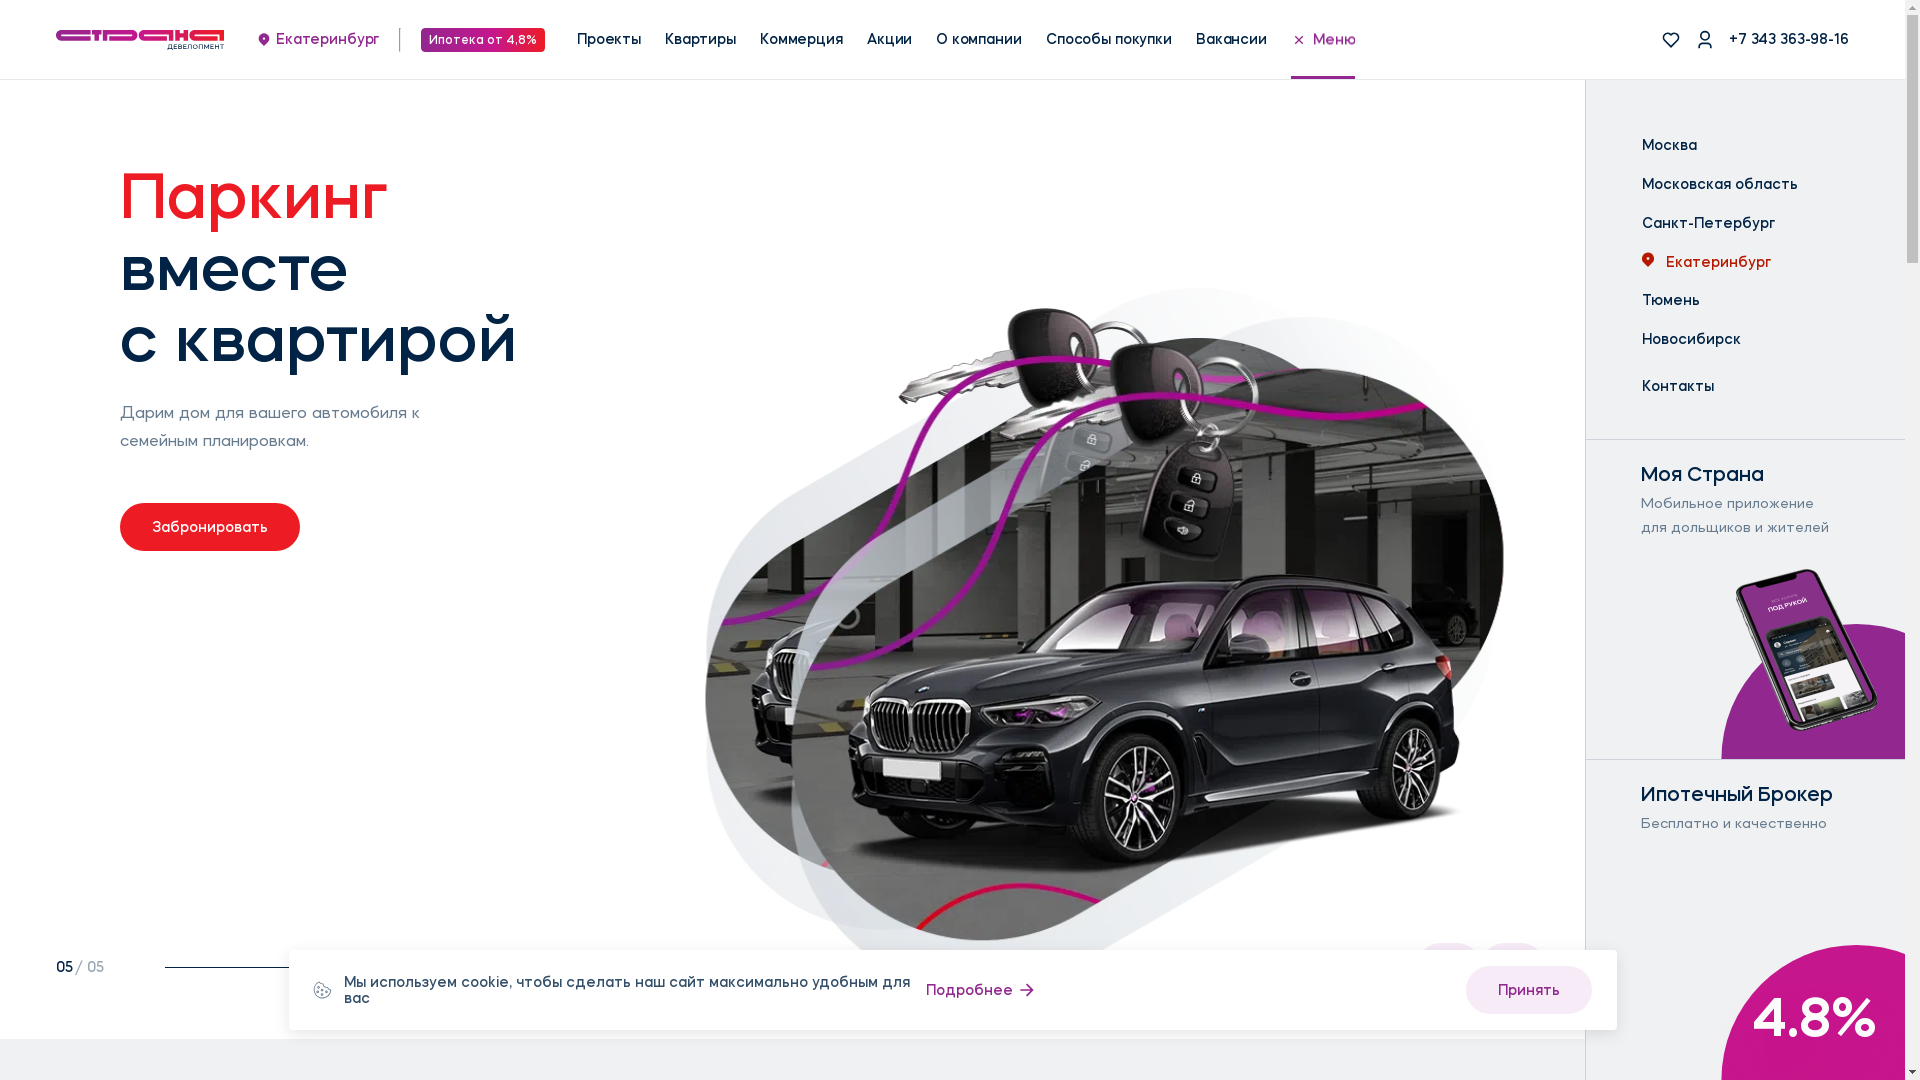 страна
ДЕВЕЛОПМЕНТ
Екатеринбург
Ипотека от 4,8%
Проекты
Квартиры
Коммерция
Акции
О компании
Способы покупки
Вакансии
Меню
+7 343 363-98-16
Паркинг
вместе
с квартирой
Дарим дом для вашего автомобиля к
семейным планировкам.
Забронировать
05 / 05
Москва
Московская область
Санкт-Петербург
Екатеринбург
Тюмень
Новосибирск
Контакты
Моя Страна
Мобильное приложение
для дольщиков и жителей
ПОД РУКОЙ
Ипотечный Брокер
Бесплатно и качественно
4.8%
Мы используем cookie, чтобы сделать наш сайт максимально удобным для
вас
Подробнее
Принять